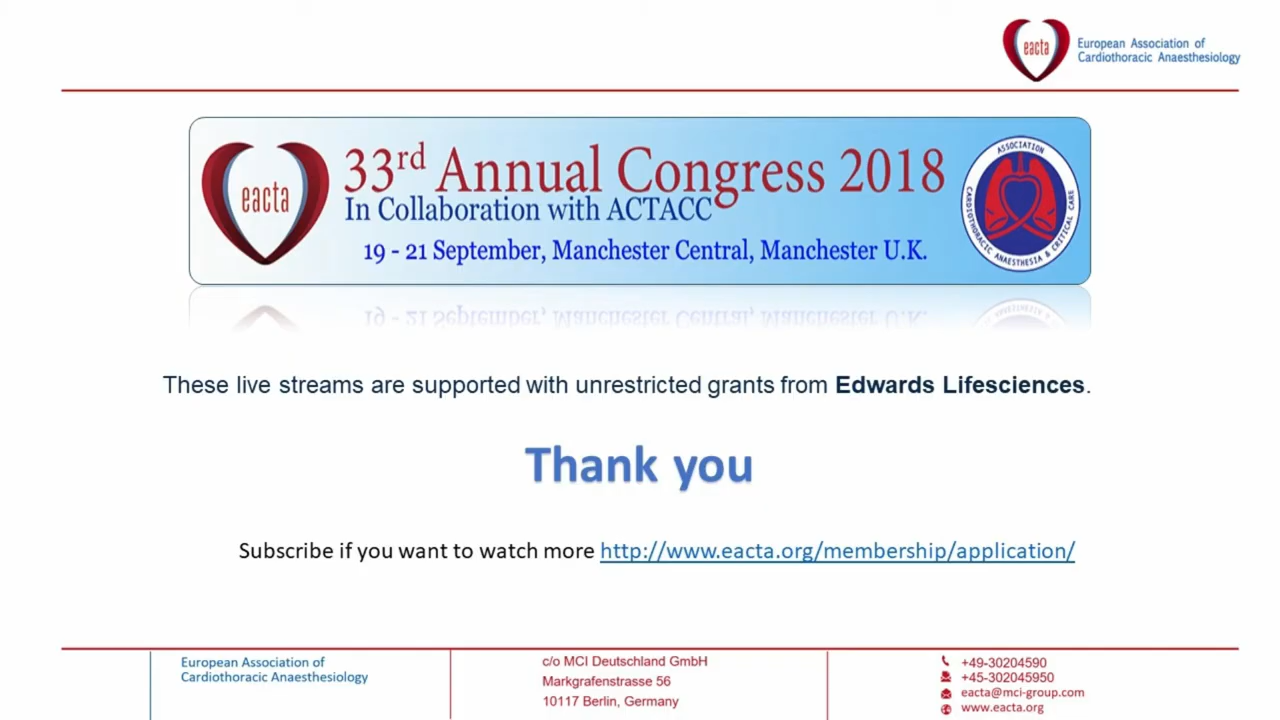 eacta
European Association of
Cardiothoracic Anaesthesiology
eacta
33rd Annual Congress 2018
In Collaboration with ACTACC
19 - 21 September, Manchester Central, Manchester U.K.
ASSOCIATION
CARDIOTHORACIC ANAESTHESIA & CRITICAL CARE
These live streams are supported with unrestricted grants from Edwards Lifesciences.
Thank you
Subscribe if you want to watch more http://www.eacta.org/membership/application/
European Association of
Cardiothoracic Anaesthesiology
c/o MCI Deutschland GmbH
Markgrafenstrasse 56
10117 Berlin, Germany
+49-30204590
+45-302045950
eacta@mci-group.com
www.eacta.org